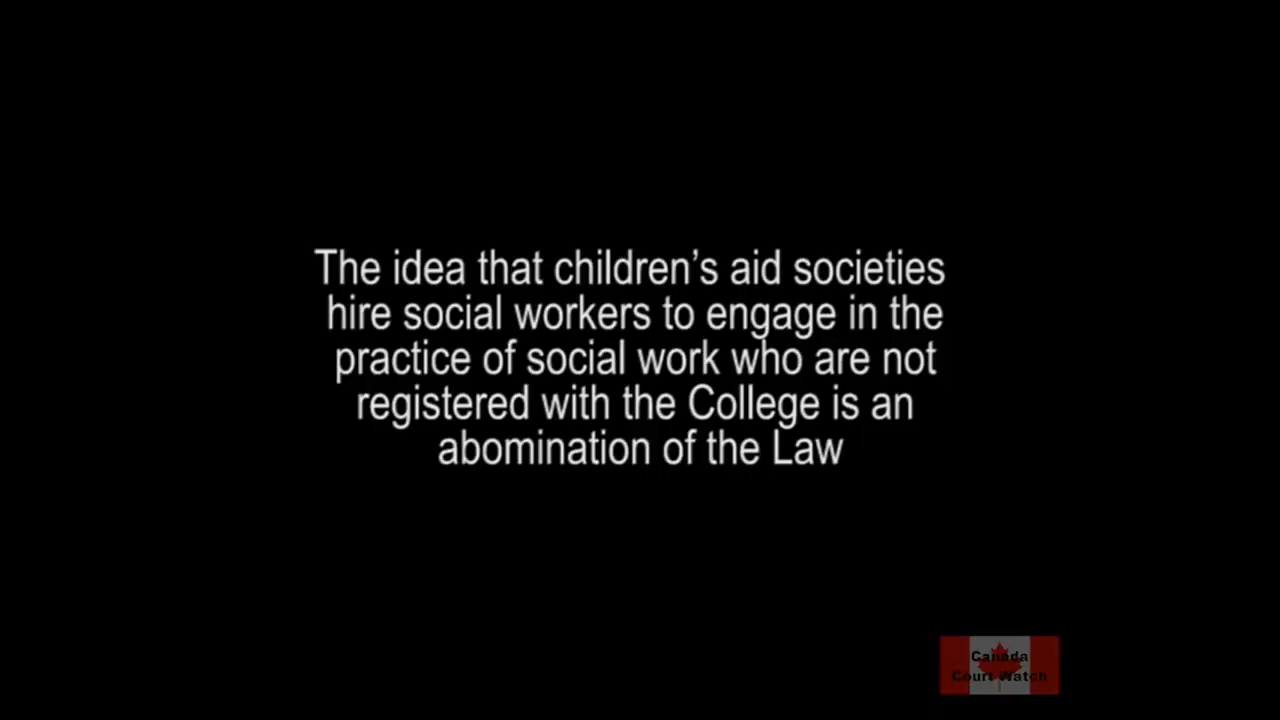 The idea that children’s aid societies
hire social workers to engage in the
practice of social work who are not
registered with the College is an
abomination of the Law
Canada
Court Watch